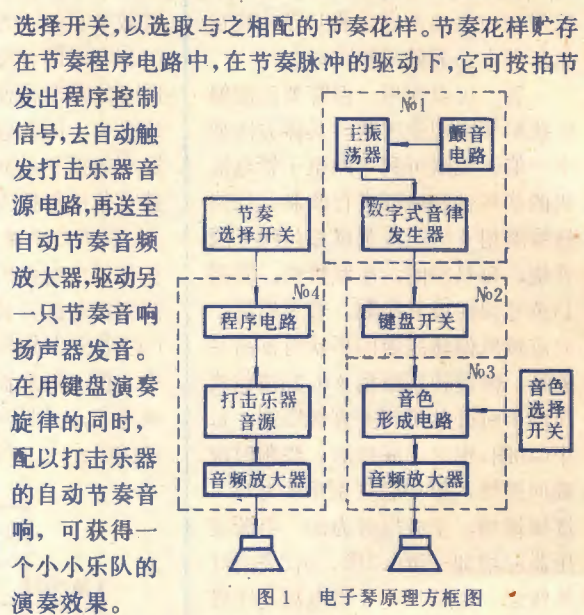 选择开关,以选取与之相配的节奏花样。节奏花样贮存
在节奏程序电路中,在节奏脉冲的驱动下,它可按拍节
发出程序控制
信号,去自动触
发打击乐器音
源电路,再送至
自动节奏音频
放大器,驱动另
一只节奏音响
扬声器发音。
在用键盘演奏
旋律的同时,
配以打击乐器
的自动节奏音
响,可获得一
个小小乐队的
演奏效果。
№1
主振
荡器
颤音
电路
数字式音律
发生器
节奏
选择开关
№4
程序电路
打击乐器
音源
音频放大器
№2
键盘开关
№3
音色
形成电路
音色
选择
开关
音频放大器
图1 电子琴原理方框图